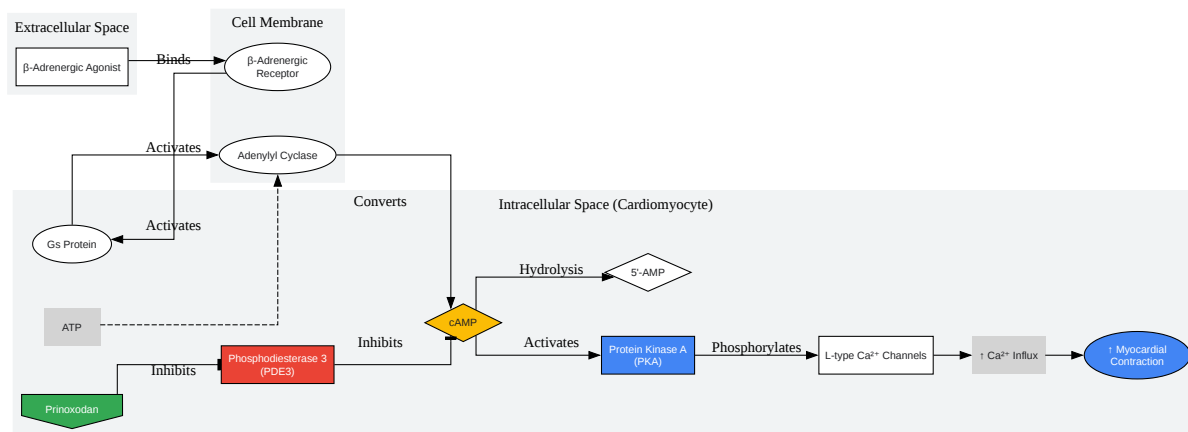 Extracellular Space
Cell Membrane
β-Adrenergic Agonist
Binds
β-Adrenergic
Receptor
Activates
Adenylyl Cyclase
Converts
Intracellular Space (Cardiomyocyte)
Activates
Gs Protein
Hydrolysis
5'-AMP
ATP
cAMP
Inhibits
Activates
Phosphodiesterase 3
(PDE3)
Protein Kinase A
(PKA)
Phosphorylates
L-type Ca²⁺ Channels
↑ Ca²⁺ Influx
↑ Myocardial
Contraction
Inhibits
Prinoxodan